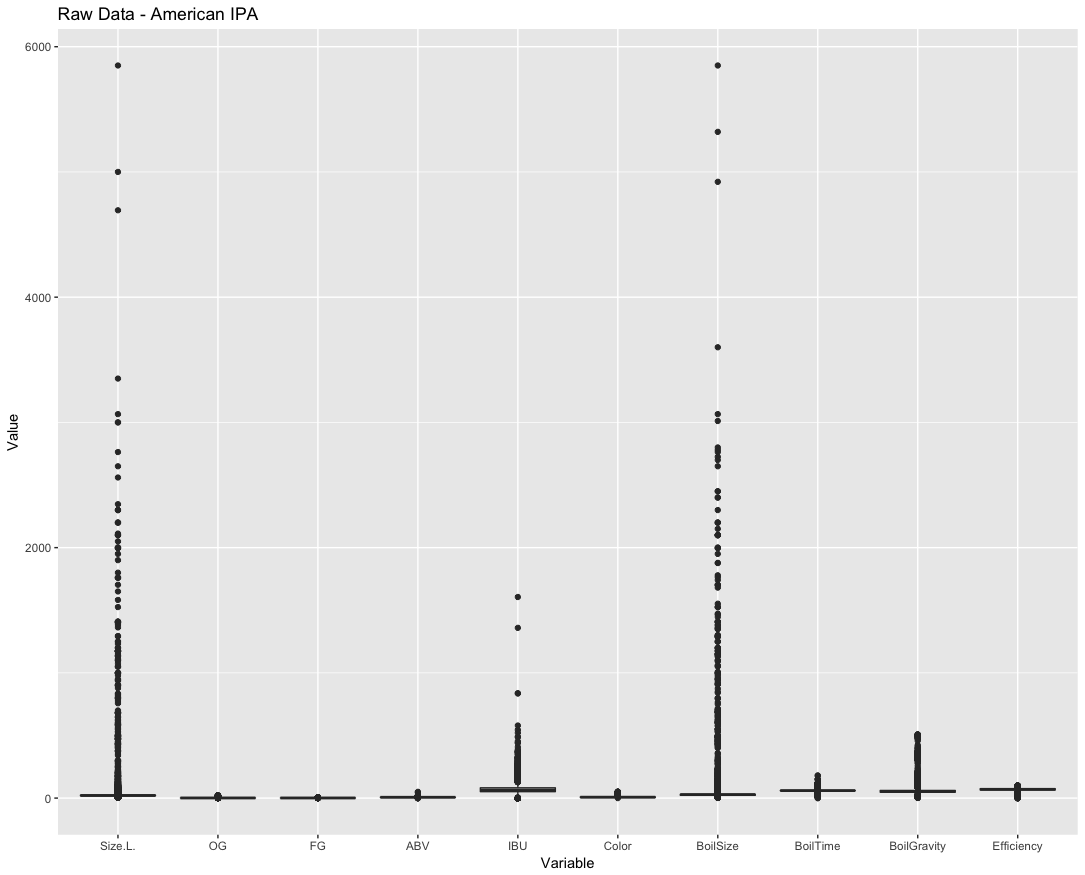 Raw Data - American IPA
6000
4000
2000
0
Value
Size.L. OG FG ABV IBU Color BoilSize BoilTime BoilGravity Efficiency
Variable